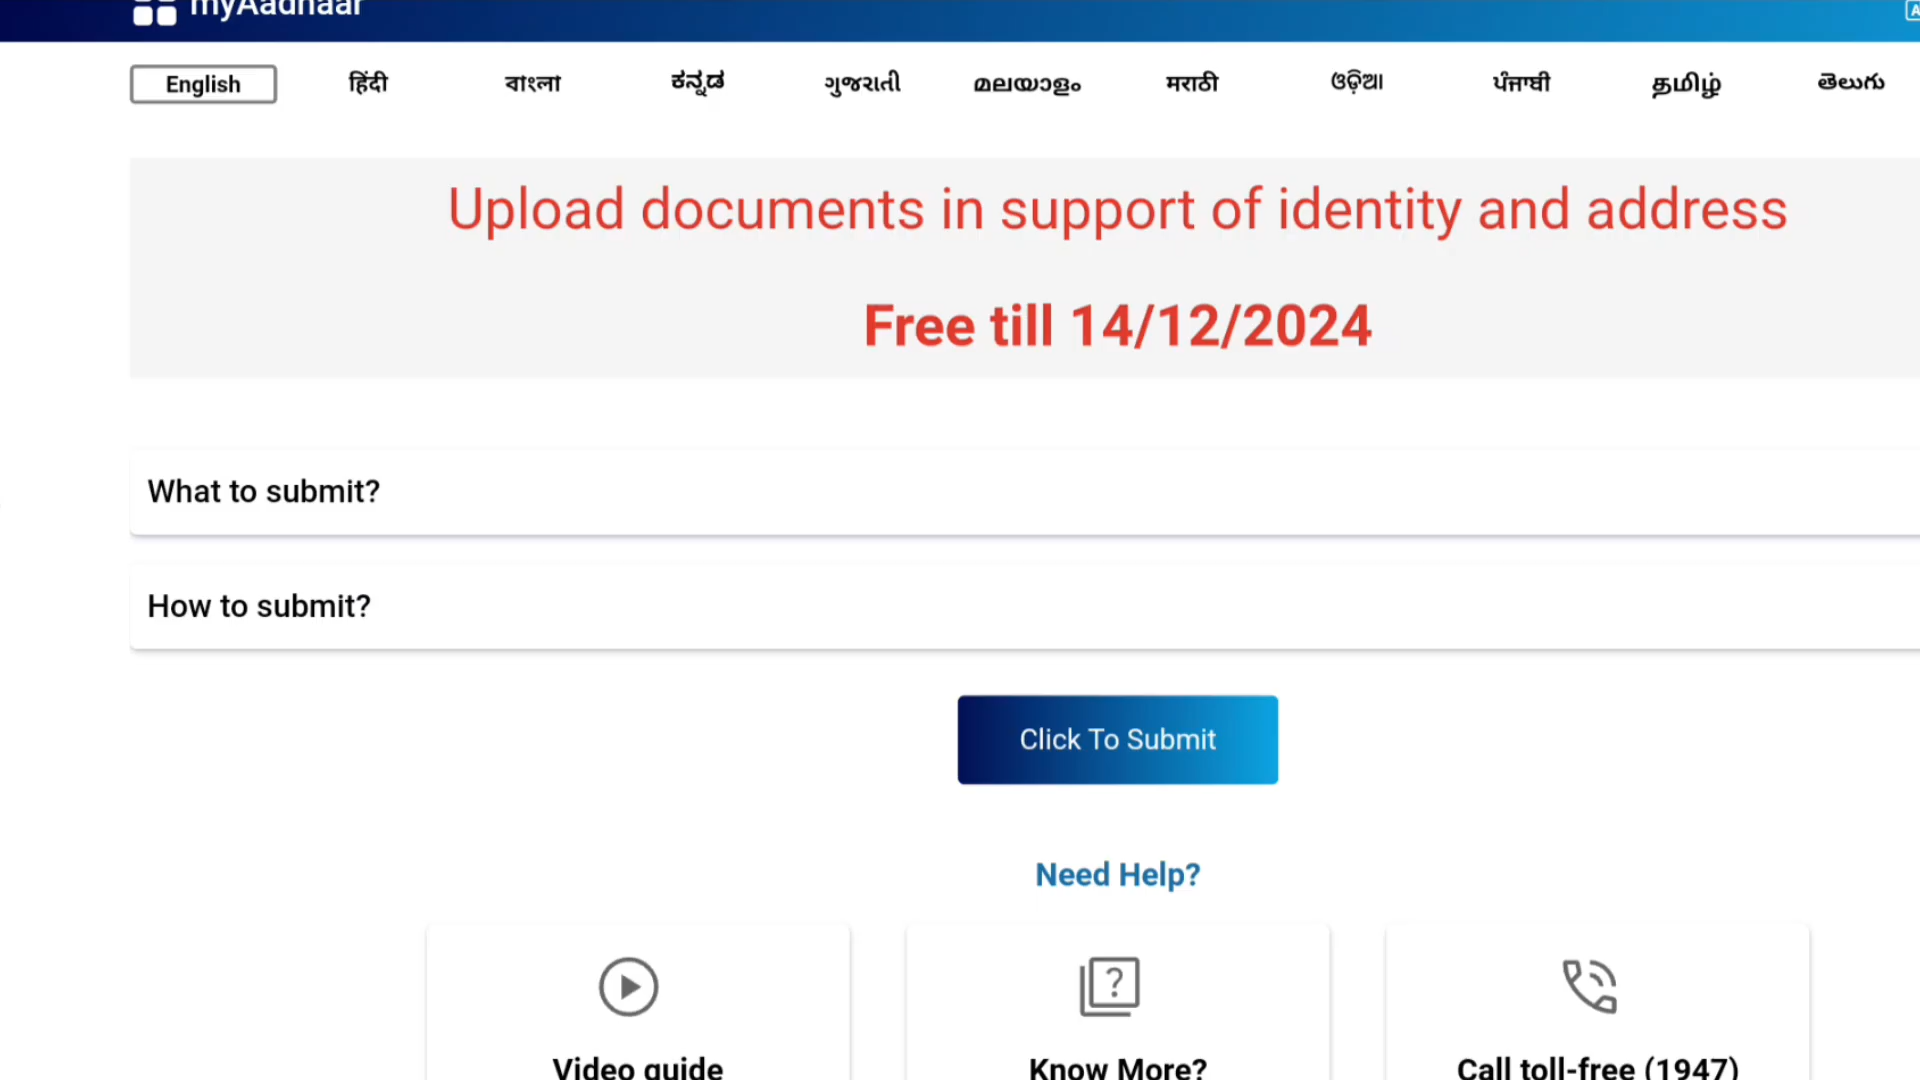 myAadhaar
English हिंदी বাংলা ಕನ್ನಡ ગુજરાતી മലയാളം मराठी ଓଡ଼ିଆ ਪੰਜਾਬੀ தமிழ் తెలుగు
Upload documents in support of identity and address
Free till 14/12/2024
What to submit?
How to submit?
Click To Submit
Need Help?
Video guide Know More? Call toll-free (1947)